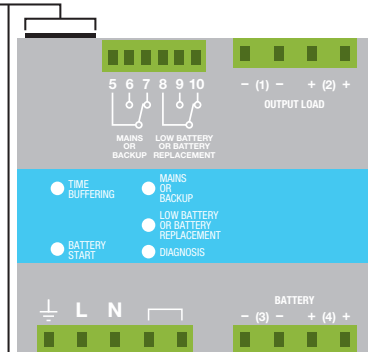 5 6 7 8 9 10
MAINS
OR
BACKUP
LOW BATTERY
OR BATTERY
REPLACEMENT
− (1) − + (2) +
OUTPUT LOAD
TIME
BUFFERING
MAINS
OR
BACKUP
LOW BATTERY
OR BATTERY
REPLACEMENT
BATTERY
START
DIAGNOSIS
L N
BATTERY
− (3) − + (4) +